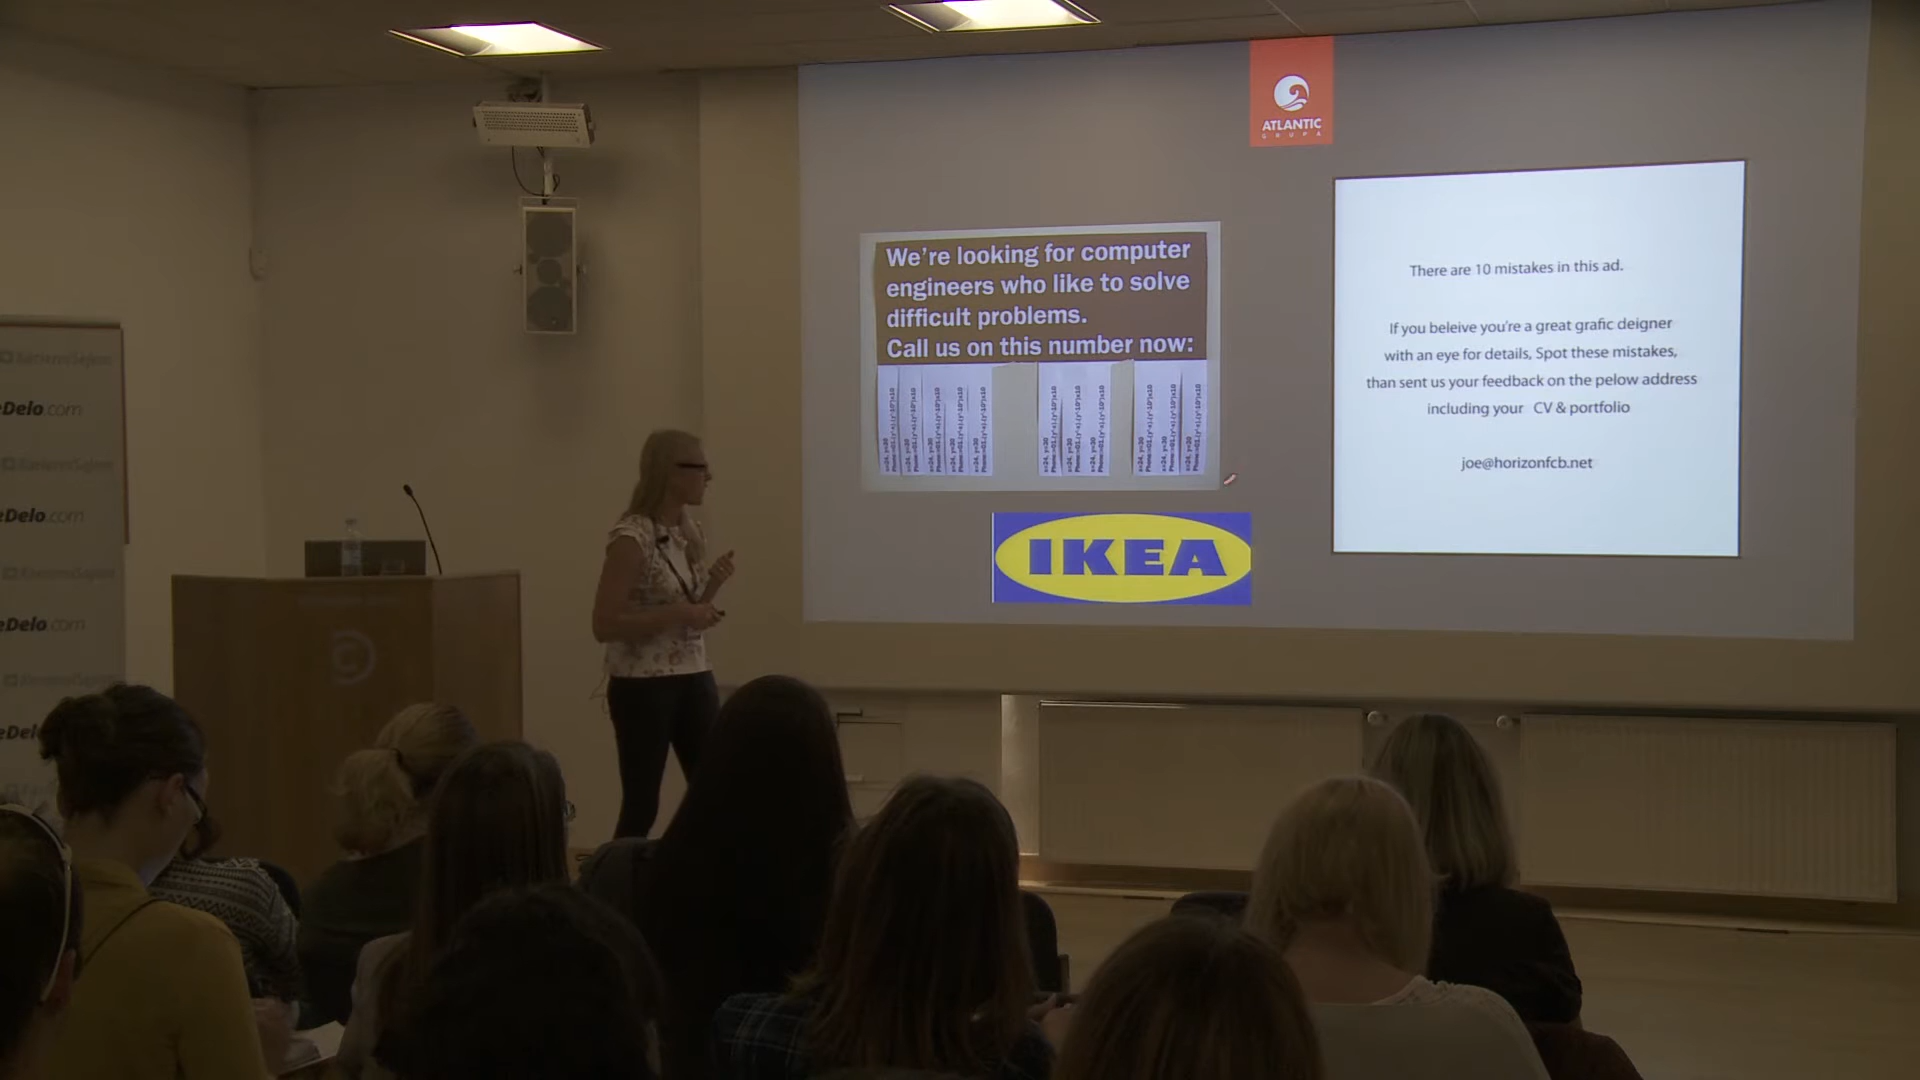 ATLANTIC
GRUPA
We're looking for computer
engineers who like to solve
difficult problems.
Call us on this number now:
IKEA
There are 10 mistakes in this ad.
If you beleive you're a great grafic deigner
with an eye for details, Spot these mistakes,
than sent us your feedback on the pelow address
including your CV & portfolio
joe@horizonfcb.net
eDelo.com
eDelo.com
eDelo.com
eDelo